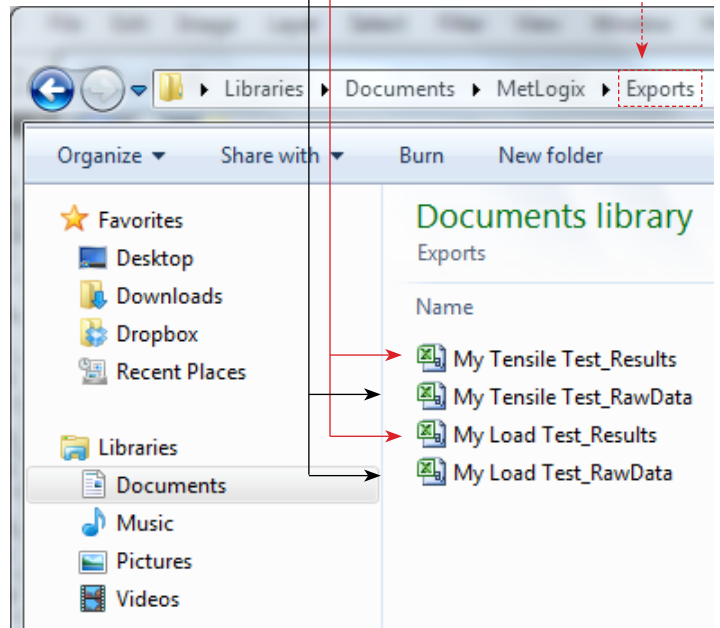 Libraries Documents MetLogix Exports
Organize Share with Burn New folder
Favorites
Desktop
Downloads
Dropbox
Recent Places
Libraries
Documents
Music
Pictures
Videos
Documents library
Exports
Name
My Tensile Test_Results
My Tensile Test_RawData
My Load Test_Results
My Load Test_RawData